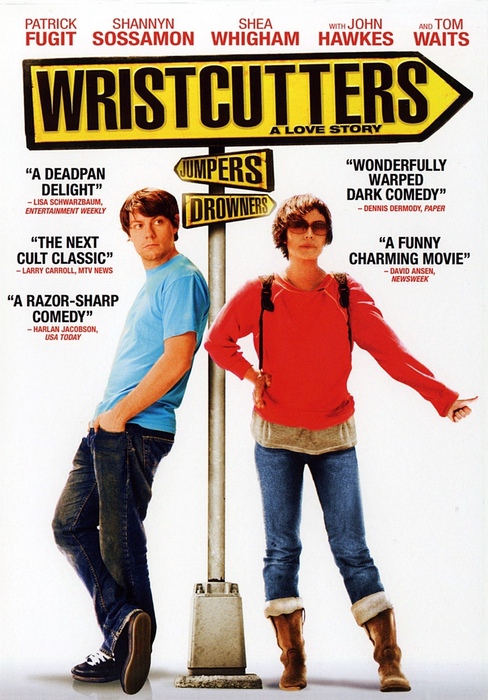 PATRICK FUGIT
SHANNYN SOSSAMON
SHEA WHIGHAM
WITH JOHN HAWKES
AND TOM WAITS
WRISTCUTTERS
A LOVE STORY
JUMPERS
DROWNERS
"A DEADPAN
DELIGHT"
– LISA SCHWARZBAUM,
ENTERTAINMENT WEEKLY
"THE NEXT
CULT CLASSIC"
– LARRY CARROLL, MTV NEWS
"A RAZOR-SHARP
COMEDY"
– HARLAN JACOBSON,
USA TODAY
"WONDERFULLY
WARPED
DARK COMEDY"
– DENNIS DERMODY, PAPER
"A FUNNY
CHARMING MOVIE"
– DAVID ANSEN,
NEWSWEEK